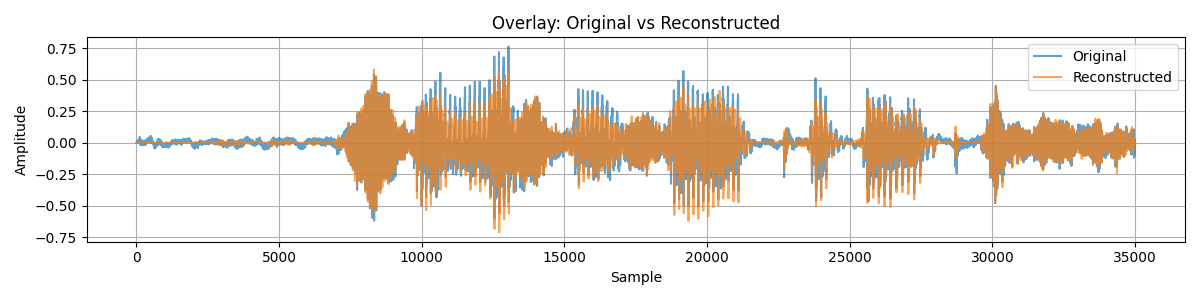 Overlay: Original vs Reconstructed
Original
Reconstructed
Amplitude
0.75
0.50
0.25
0.00
−0.25
−0.50
−0.75
0 5000 10000 15000 20000 25000 30000 35000
Sample